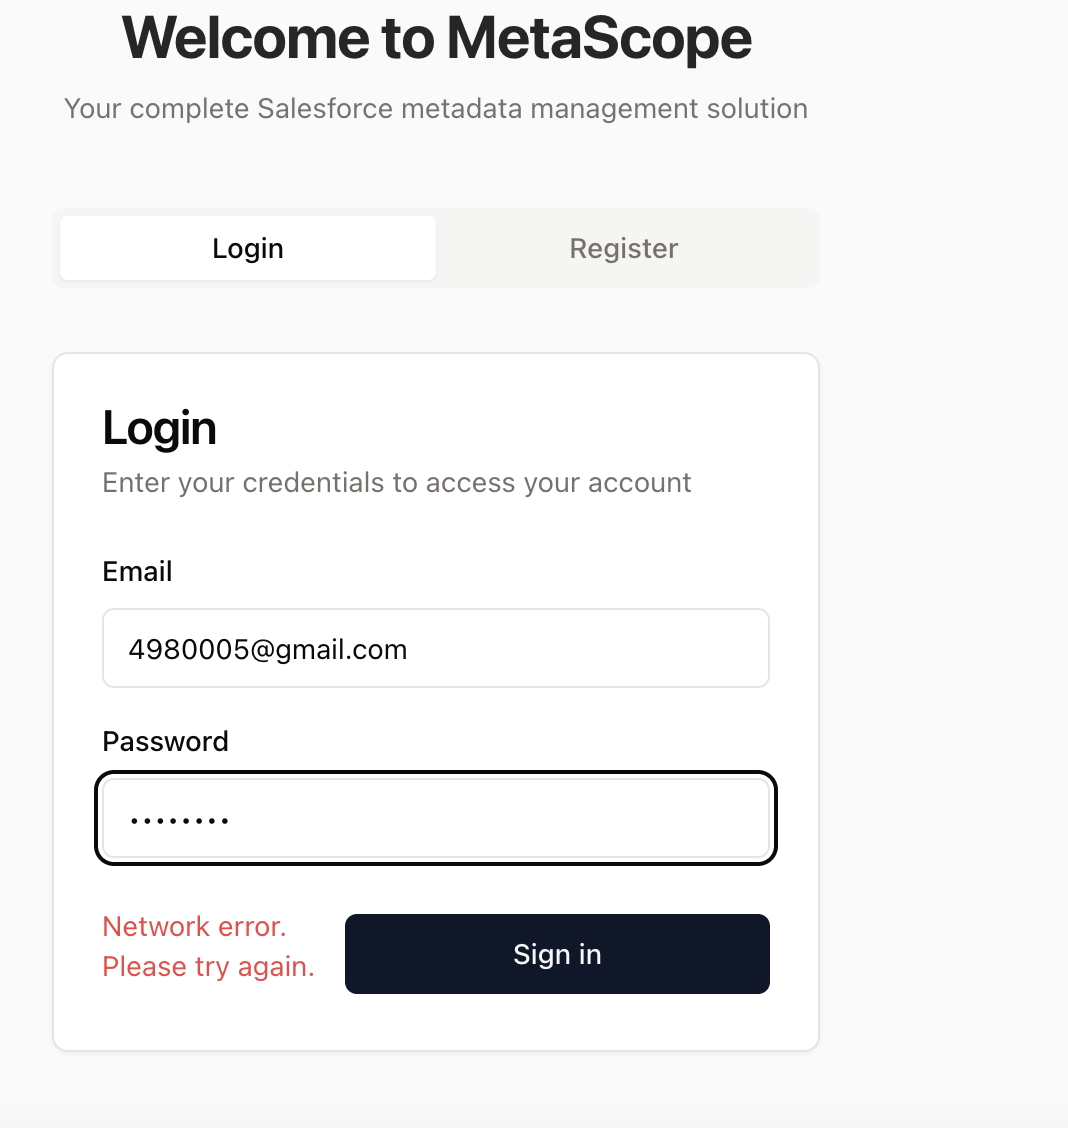 Welcome to MetaScope
Your complete Salesforce metadata management solution
Login
Register
Login
Enter your credentials to access your account
Email
4980005@gmail.com
Password
••••••••
Network error.
Please try again.
Sign in